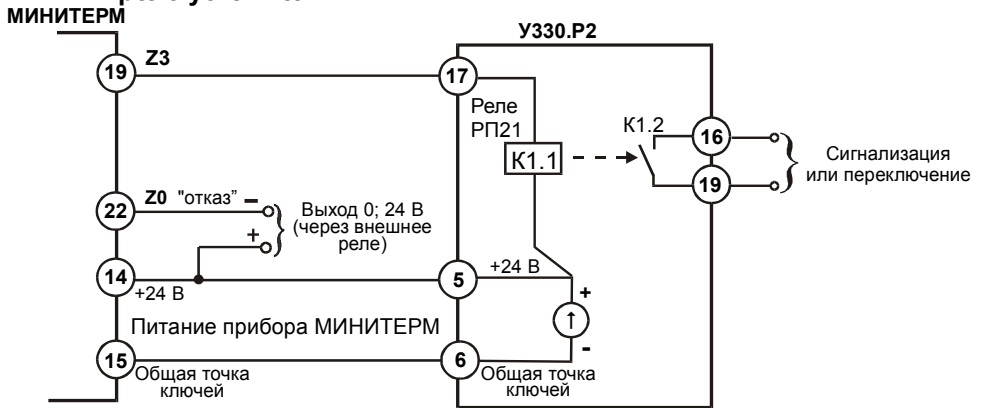 МИНИТЕРМ
У330.Р2
19
Z3
17
Реле
РП21
К1.1
К1.2
16
19
Сигнализация
или переключение
22
Z0 "отказ" –
+
Выход 0; 24 В
(через внешнее
реле)
14
+24 В
5
+24 В
+
-
Питание прибора МИНИТЕРМ
15
Общая точка
ключей
6
Общая точка
ключей